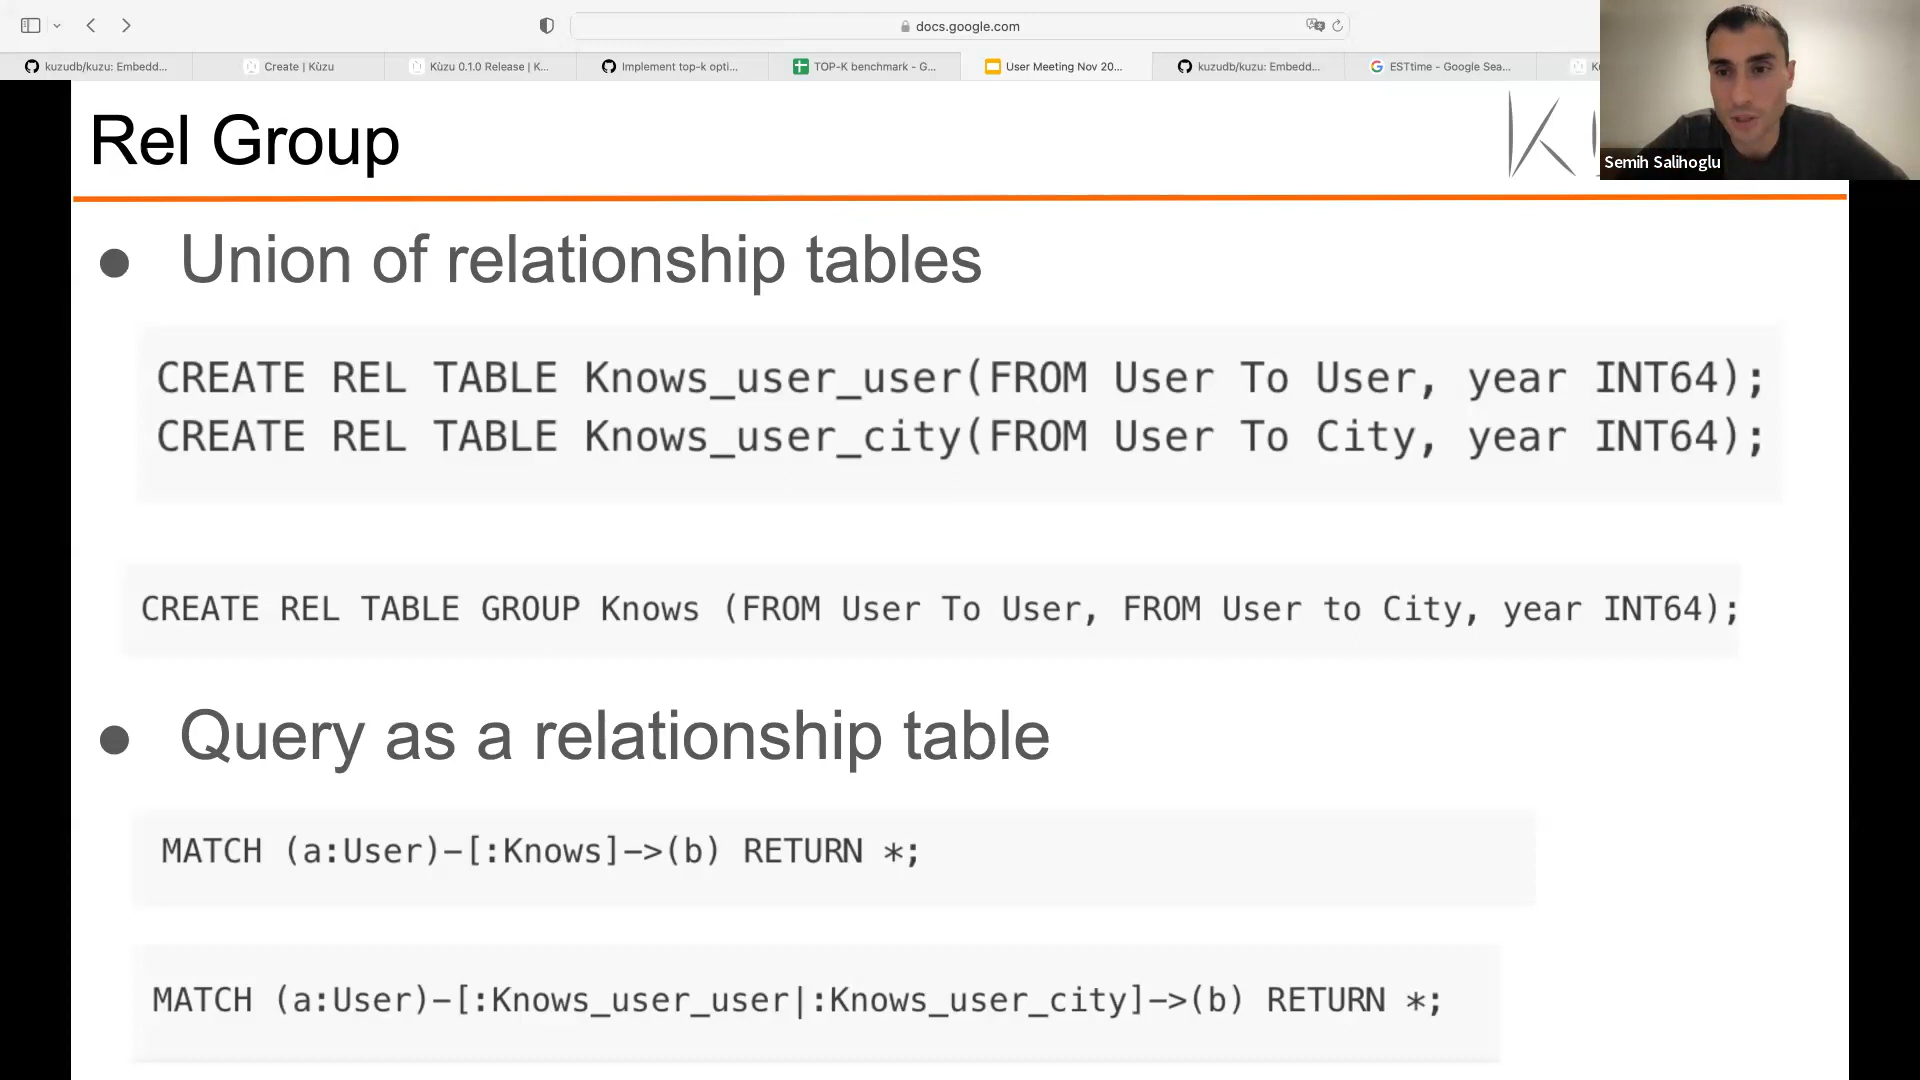 docs.google.com
kuzudb/kuzu: Embedd...
Create | Kùzu
Kùzu 0.1.0 Release | K...
Implement top-k opti...
TOP-K benchmark - G...
User Meeting Nov 20...
kuzudb/kuzu: Embedd...
ESTtime - Google Sea...
Rel Group
Semih Salihoglu
● Union of relationship tables
CREATE REL TABLE Knows_user_user(FROM User To User, year INT64);
CREATE REL TABLE Knows_user_city(FROM User To City, year INT64);
CREATE REL TABLE GROUP Knows (FROM User To User, FROM User to City, year INT64);
● Query as a relationship table
MATCH (a:User)-[:Knows]->(b) RETURN *;
MATCH (a:User)-[:Knows_user_user|:Knows_user_city]->(b) RETURN *;